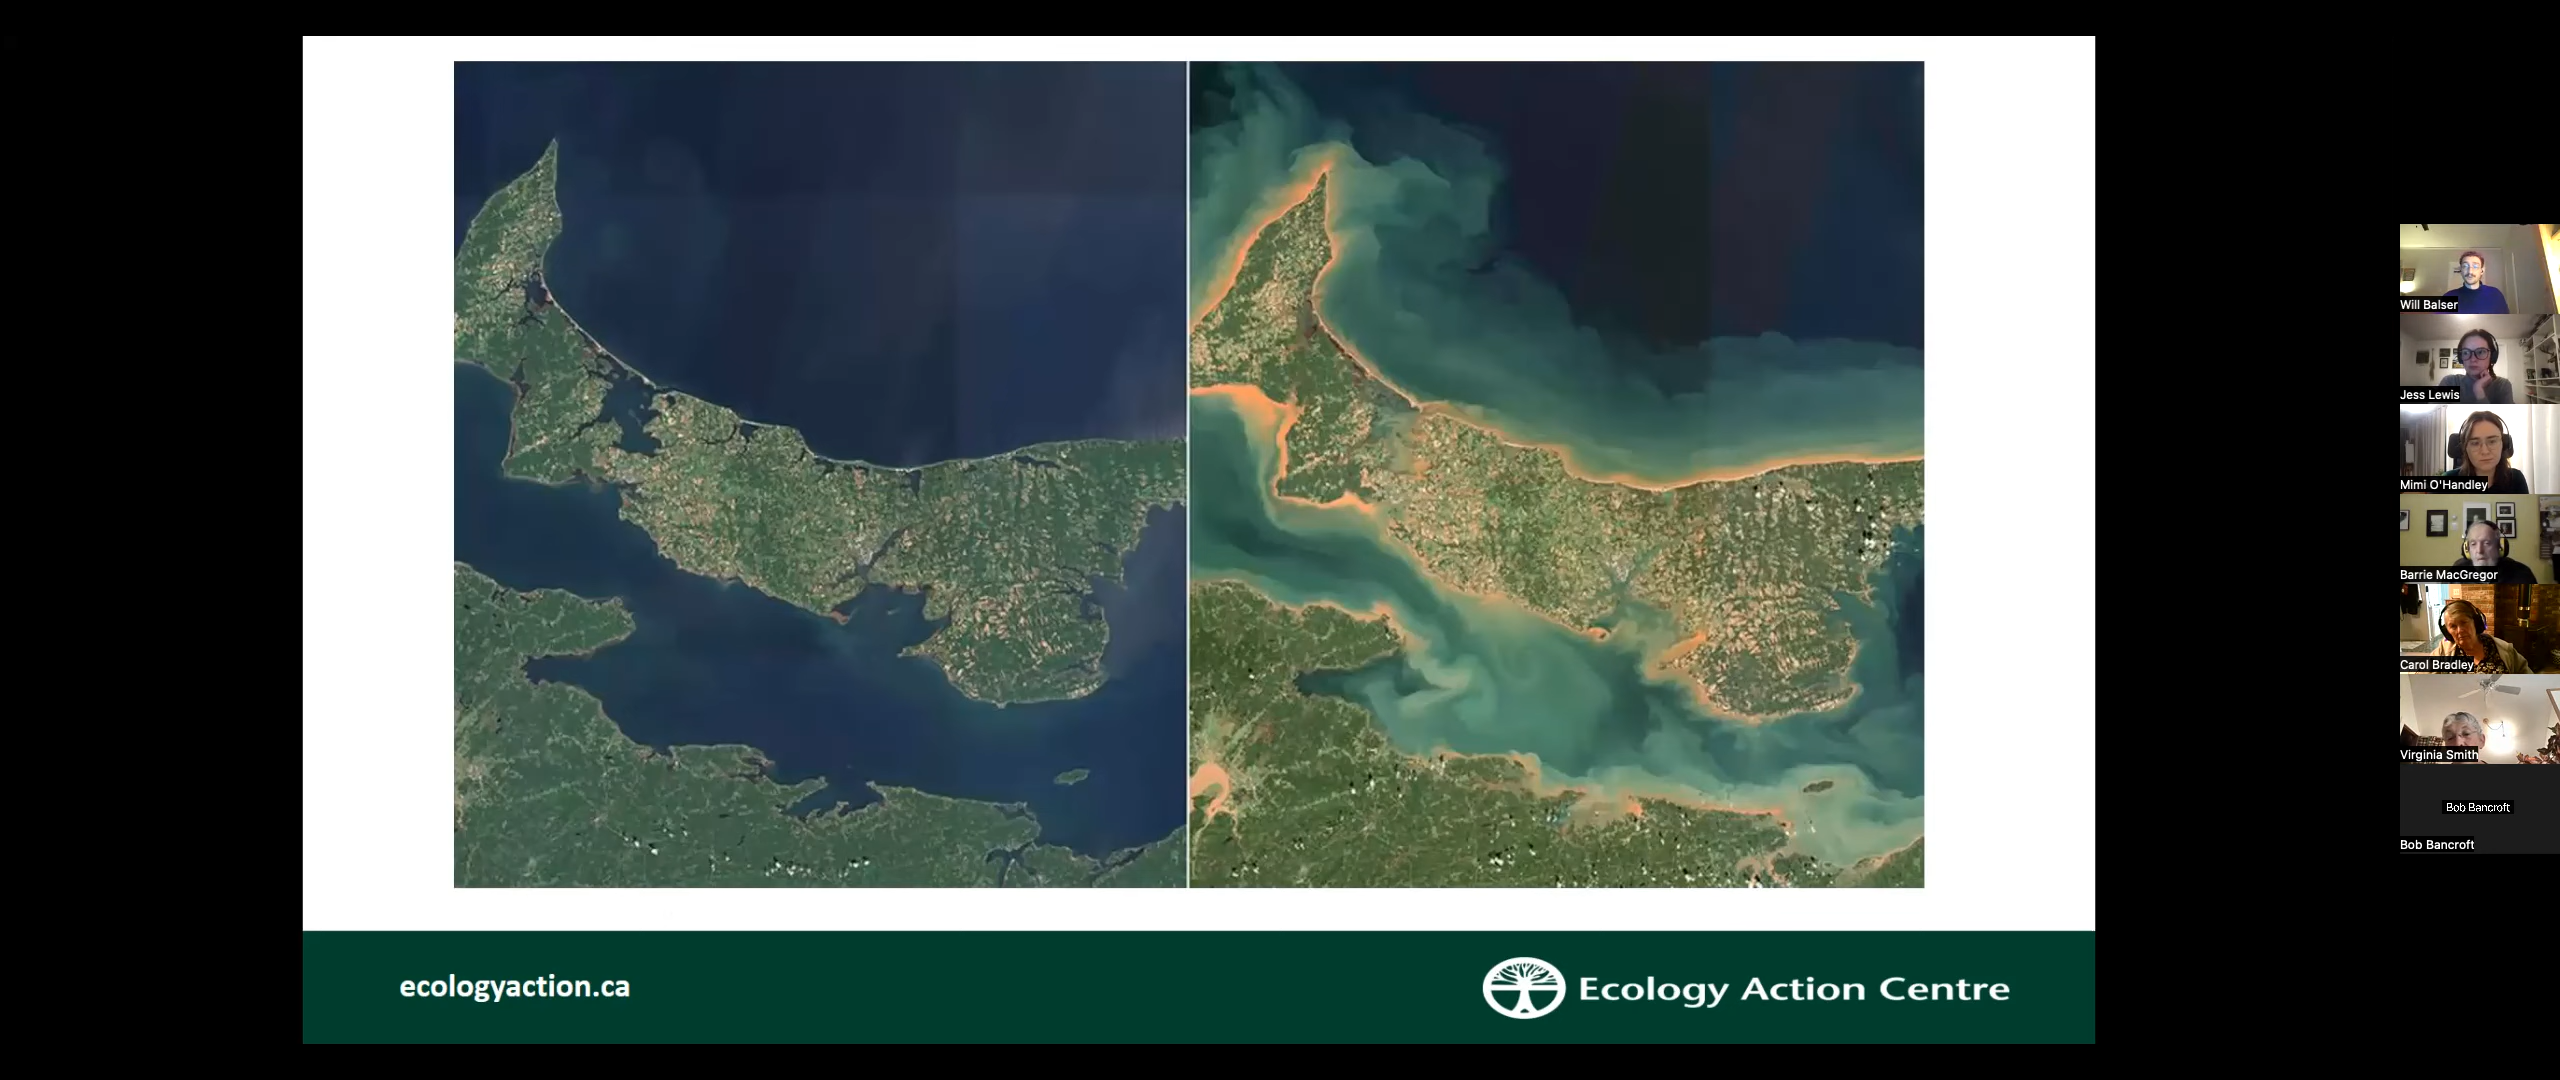 ecologyaction.ca
Ecology Action Centre
Will Balser
Jess Lewis
Mimi O'Handley
Barrie MacGregor
Carol Bradley
Virginia Smith
Bob Bancroft
Bob Bancroft